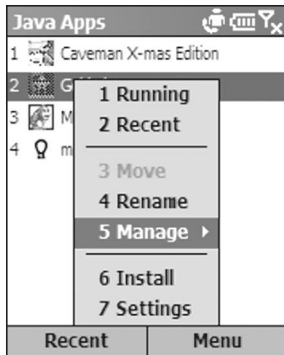 Java Apps
1 Caveman X-mas Edition
2 G
3 M
4 m
1 Running
2 Recent
3 Move
4 Rename
5 Manage
6 Install
7 Settings
Recent Menu